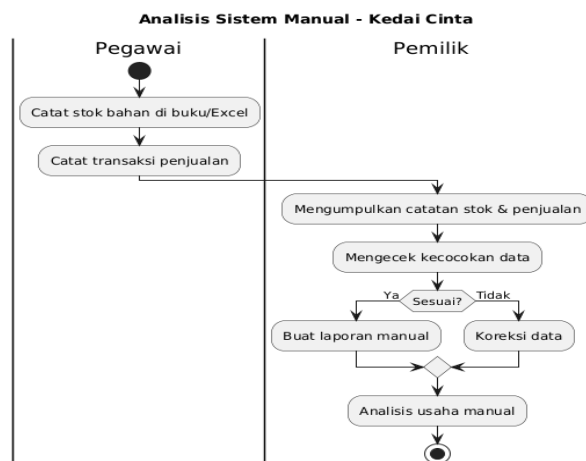 Analisis Sistem Manual - Kedai Cinta
Pegawai
Pemilik
Catat stok bahan di buku/Excel
Catat transaksi penjualan
Mengumpulkan catatan stok & penjualan
Mengecek kecocokan data
Ya
Sesuai?
Tidak
Buat laporan manual
Koreksi data
Analisis usaha manual